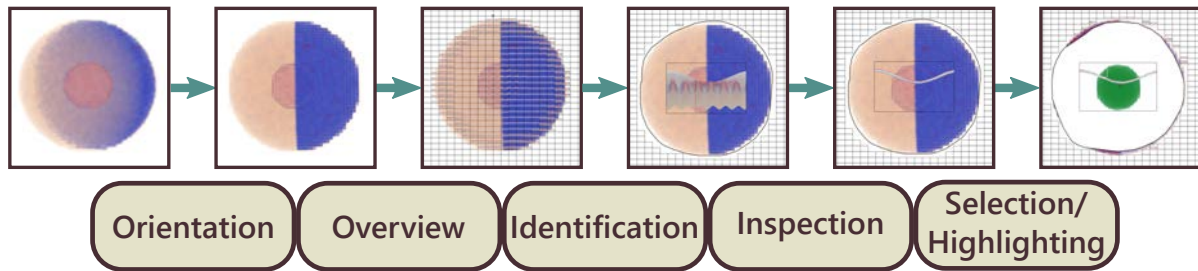 Orientation
Overview
Identification
Inspection
Selection/
Highlighting